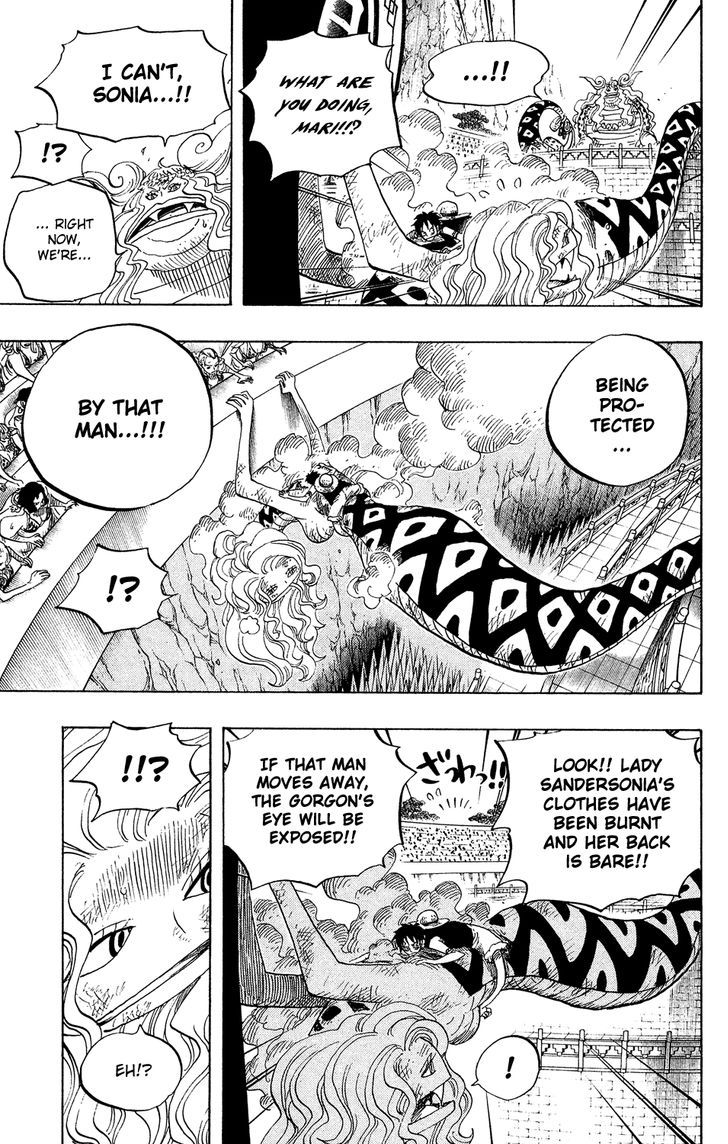 ...!!
WHAT ARE
YOU DOING,
MARI!!!?
I CAN'T,
SONIA...!!
!?
... RIGHT
NOW,
WE'RE...
BEING
PRO-
TECTED
...
BY THAT
MAN...!!!
!?
LOOK!! LADY
SANDERSONIA'S
CLOTHES HAVE
BEEN BURNT
AND HER BACK
IS BARE!!
ざわっ!!
IF THAT MAN
MOVES AWAY,
THE GORGON'S
EYE WILL BE
EXPOSED!!
!
!!?
EH!?